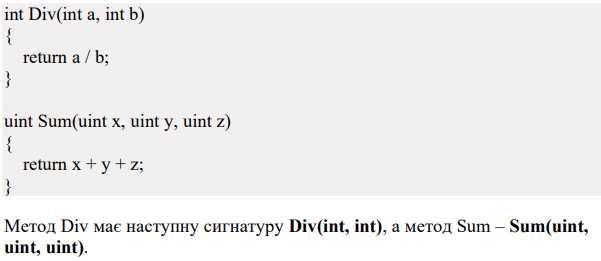 int Div(int a, int b)
{
return a / b;
}
uint Sum(uint x, uint y, uint z)
{
return x + y + z;
}
Метод Div має наступну сигнатуру Div(int, int), а метод Sum – Sum(uint,
uint, uint).